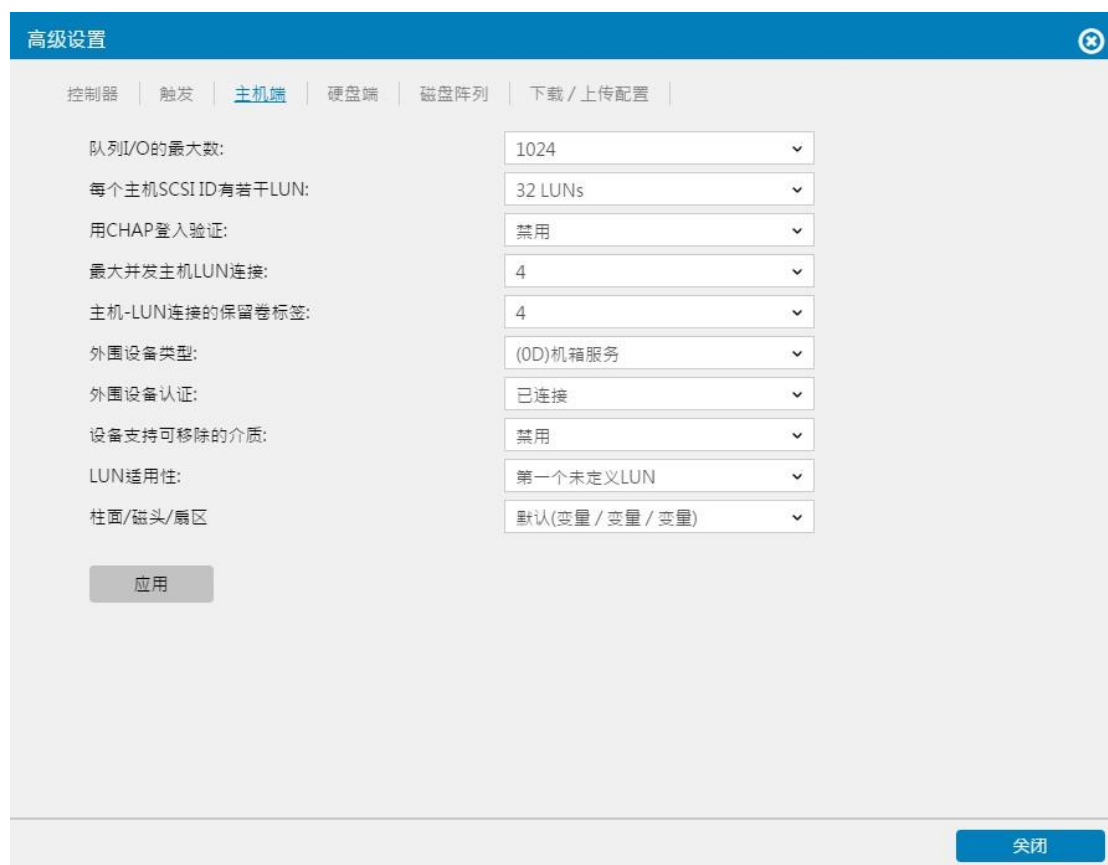 高级设置
控制器 触发 主机端 硬盘端 磁盘阵列 下载 / 上传配置
队列I/O的最大数: 1024
每个主机SCSI ID有若干LUN: 32 LUNs
用CHAP登入验证: 禁用
最大并发主机LUN连接: 4
主机-LUN连接的保留卷标签: 4
外围设备类型: (0D)机箱服务
外围设备认证: 已连接
设备支持可移除的介质: 禁用
LUN适用性: 第一个未定义LUN
柱面/磁头/扇区 默认(变量 / 变量 / 变量)
应用
关闭